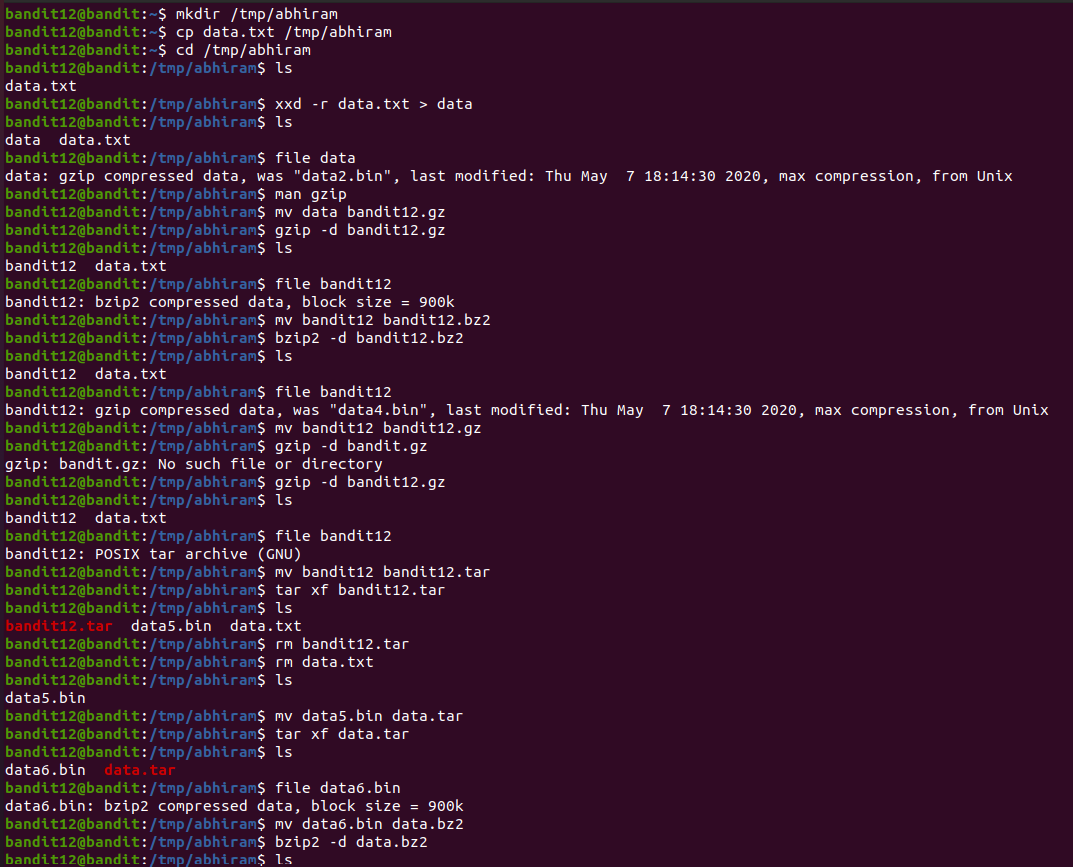 bandit12@bandit:~$ mkdir /tmp/abhiram
bandit12@bandit:~$ cp data.txt /tmp/abhiram
bandit12@bandit:~$ cd /tmp/abhiram
bandit12@bandit:/tmp/abhiram$ ls
data.txt
bandit12@bandit:/tmp/abhiram$ xxd -r data.txt > data
bandit12@bandit:/tmp/abhiram$ ls
data  data.txt
bandit12@bandit:/tmp/abhiram$ file data
data: gzip compressed data, was "data2.bin", last modified: Thu May  7 18:14:30 2020, max compression, from Unix
bandit12@bandit:/tmp/abhiram$ man gzip
bandit12@bandit:/tmp/abhiram$ mv data bandit12.gz
bandit12@bandit:/tmp/abhiram$ gzip -d bandit12.gz
bandit12@bandit:/tmp/abhiram$ ls
bandit12  data.txt
bandit12@bandit:/tmp/abhiram$ file bandit12
bandit12: bzip2 compressed data, block size = 900k
bandit12@bandit:/tmp/abhiram$ mv bandit12 bandit12.bz2
bandit12@bandit:/tmp/abhiram$ bzip2 -d bandit12.bz2
bandit12@bandit:/tmp/abhiram$ ls
bandit12  data.txt
bandit12@bandit:/tmp/abhiram$ file bandit12
bandit12: gzip compressed data, was "data4.bin", last modified: Thu May  7 18:14:30 2020, max compression, from Unix
bandit12@bandit:/tmp/abhiram$ mv bandit12 bandit12.gz
bandit12@bandit:/tmp/abhiram$ gzip -d bandit.gz
gzip: bandit.gz: No such file or directory
bandit12@bandit:/tmp/abhiram$ gzip -d bandit12.gz
bandit12@bandit:/tmp/abhiram$ ls
bandit12  data.txt
bandit12@bandit:/tmp/abhiram$ file bandit12
bandit12: POSIX tar archive (GNU)
bandit12@bandit:/tmp/abhiram$ mv bandit12 bandit12.tar
bandit12@bandit:/tmp/abhiram$ tar xf bandit12.tar
bandit12@bandit:/tmp/abhiram$ ls
bandit12.tar  data5.bin  data.txt
bandit12@bandit:/tmp/abhiram$ rm bandit12.tar
bandit12@bandit:/tmp/abhiram$ rm data.txt
bandit12@bandit:/tmp/abhiram$ ls
data5.bin
bandit12@bandit:/tmp/abhiram$ mv data5.bin data.tar
bandit12@bandit:/tmp/abhiram$ tar xf data.tar
bandit12@bandit:/tmp/abhiram$ ls
data6.bin  data.tar
bandit12@bandit:/tmp/abhiram$ file data6.bin
data6.bin: bzip2 compressed data, block size = 900k
bandit12@bandit:/tmp/abhiram$ mv data6.bin data.bz2
bandit12@bandit:/tmp/abhiram$ bzip2 -d data.bz2
bandit12@bandit:/tmp/abhiram$ ls